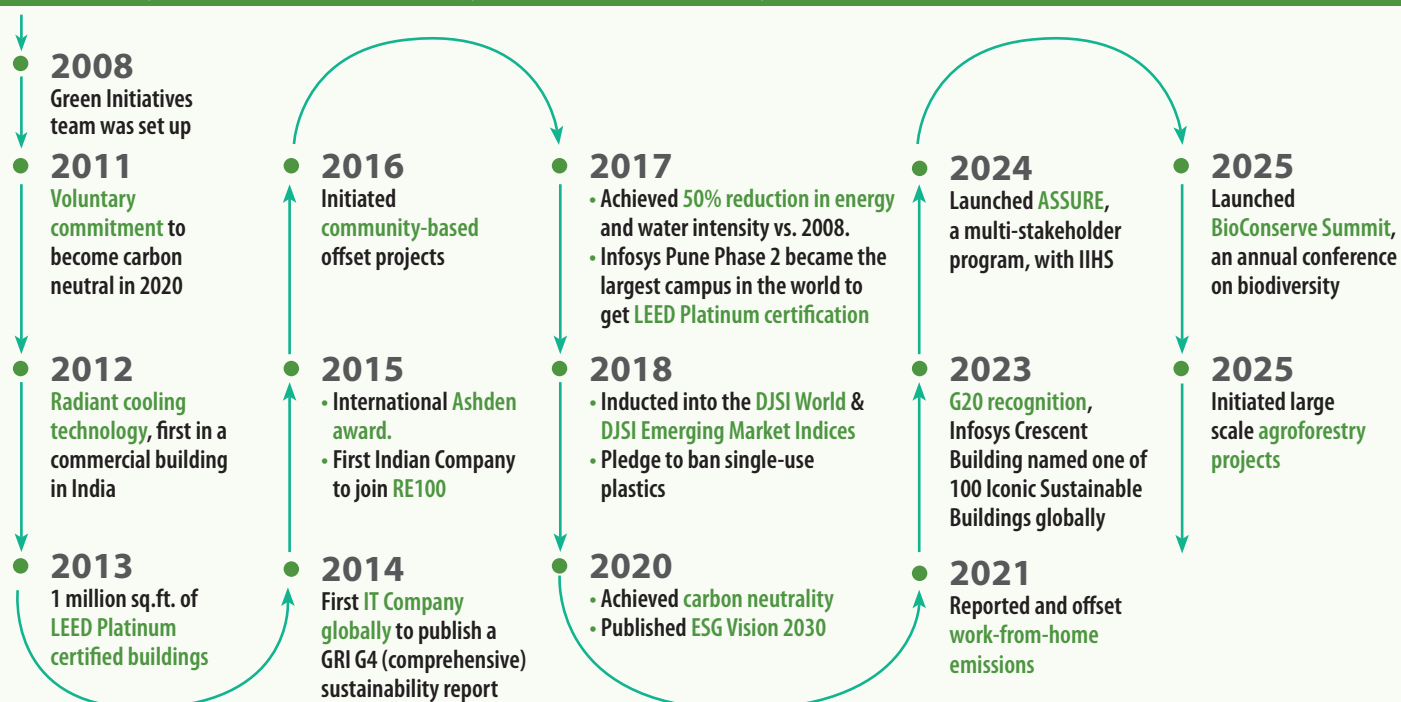 2008
Green Initiatives
team was set up
2011
Voluntary
commitment to
become carbon
neutral in 2020
2012
Radiant cooling
technology, first in a
commercial building
in India
2013
1 million sq.ft. of
LEED Platinum
certified buildings
2014
First IT Company
globally to publish a
GRI G4 (comprehensive)
sustainability report
2015
• International Ashden
award.
• First Indian Company
to join RE100
2016
Initiated
community-based
offset projects
2017
• Achieved 50% reduction in energy
and water intensity vs. 2008.
• Infosys Pune Phase 2 became the
largest campus in the world to
get LEED Platinum certification
2018
• Inducted into the DJSI World &
DJSI Emerging Market Indices
• Pledge to ban single-use
plastics
2020
• Achieved carbon neutrality
• Published ESG Vision 2030
2021
Reported and offset
work-from-home
emissions
2023
G20 recognition,
Infosys Crescent
Building named one of
100 Iconic Sustainable
Buildings globally
2024
Launched ASSURE,
a multi-stakeholder
program, with IIHS
2025
Launched
BioConserve Summit,
an annual conference
on biodiversity
2025
Initiated large
scale agroforestry
projects